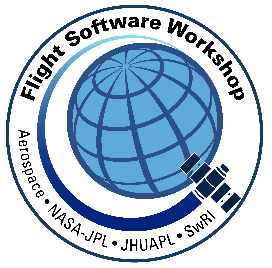 Flight Software Workshop
Aerospace • NASA-JPL • JHUAPL • SwRI